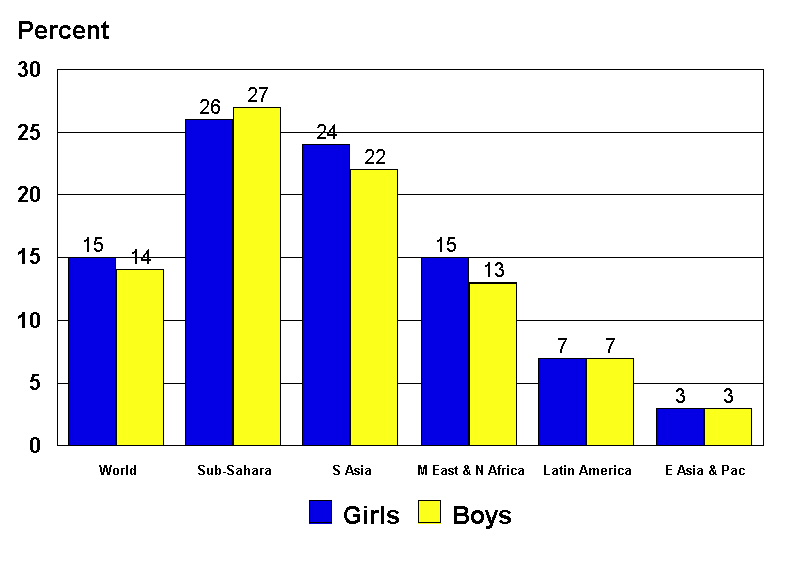 Percent
30
25
20
15
10
5
0
15
14
26
27
24
22
15
13
7
7
3
3
World
Sub-Sahara
S Asia
M East & N Africa
Latin America
E Asia & Pac
Girls
Boys